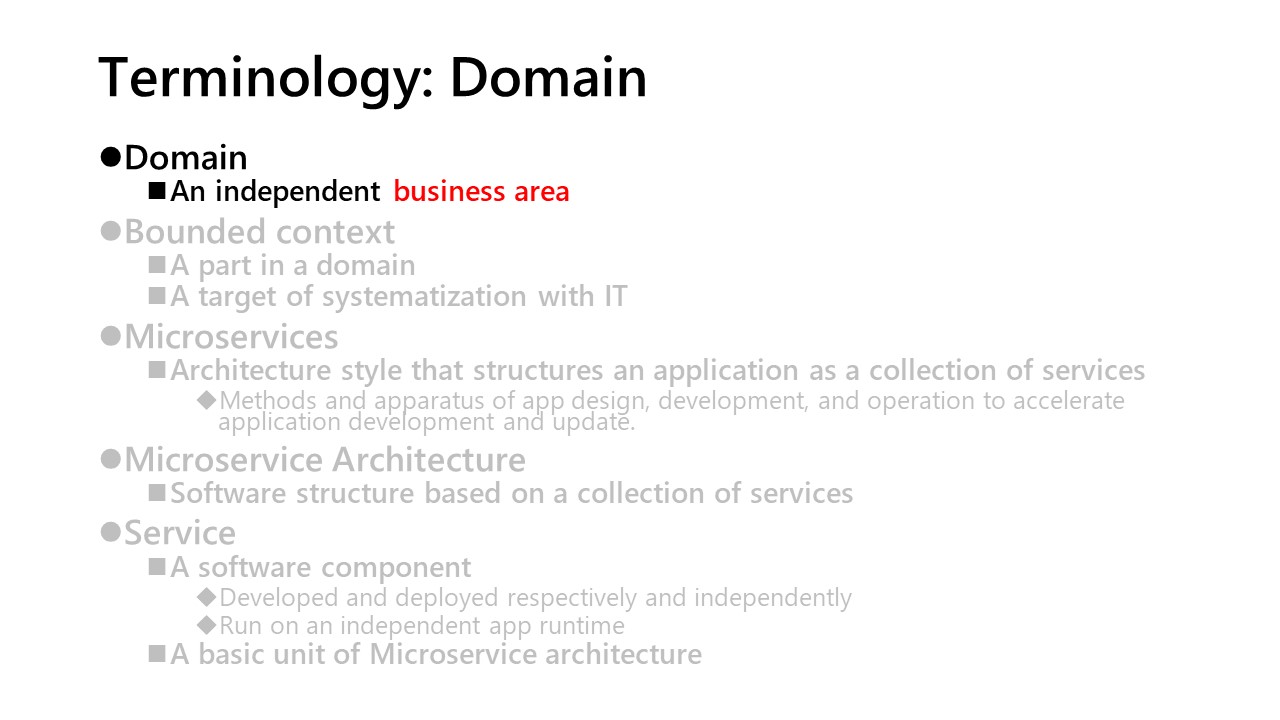 Terminology: Domain
●Domain
■An independent business area
●Bounded context
■A part in a domain
■A target of systematization with IT
●Microservices
■Architecture style that structures an application as a collection of services
◆Methods and apparatus of app design, development, and operation to accelerate
application development and update.
●Microservice Architecture
■Software structure based on a collection of services
●Service
■A software component
◆Developed and deployed respectively and independently
◆Run on an independent app runtime
■A basic unit of Microservice architecture